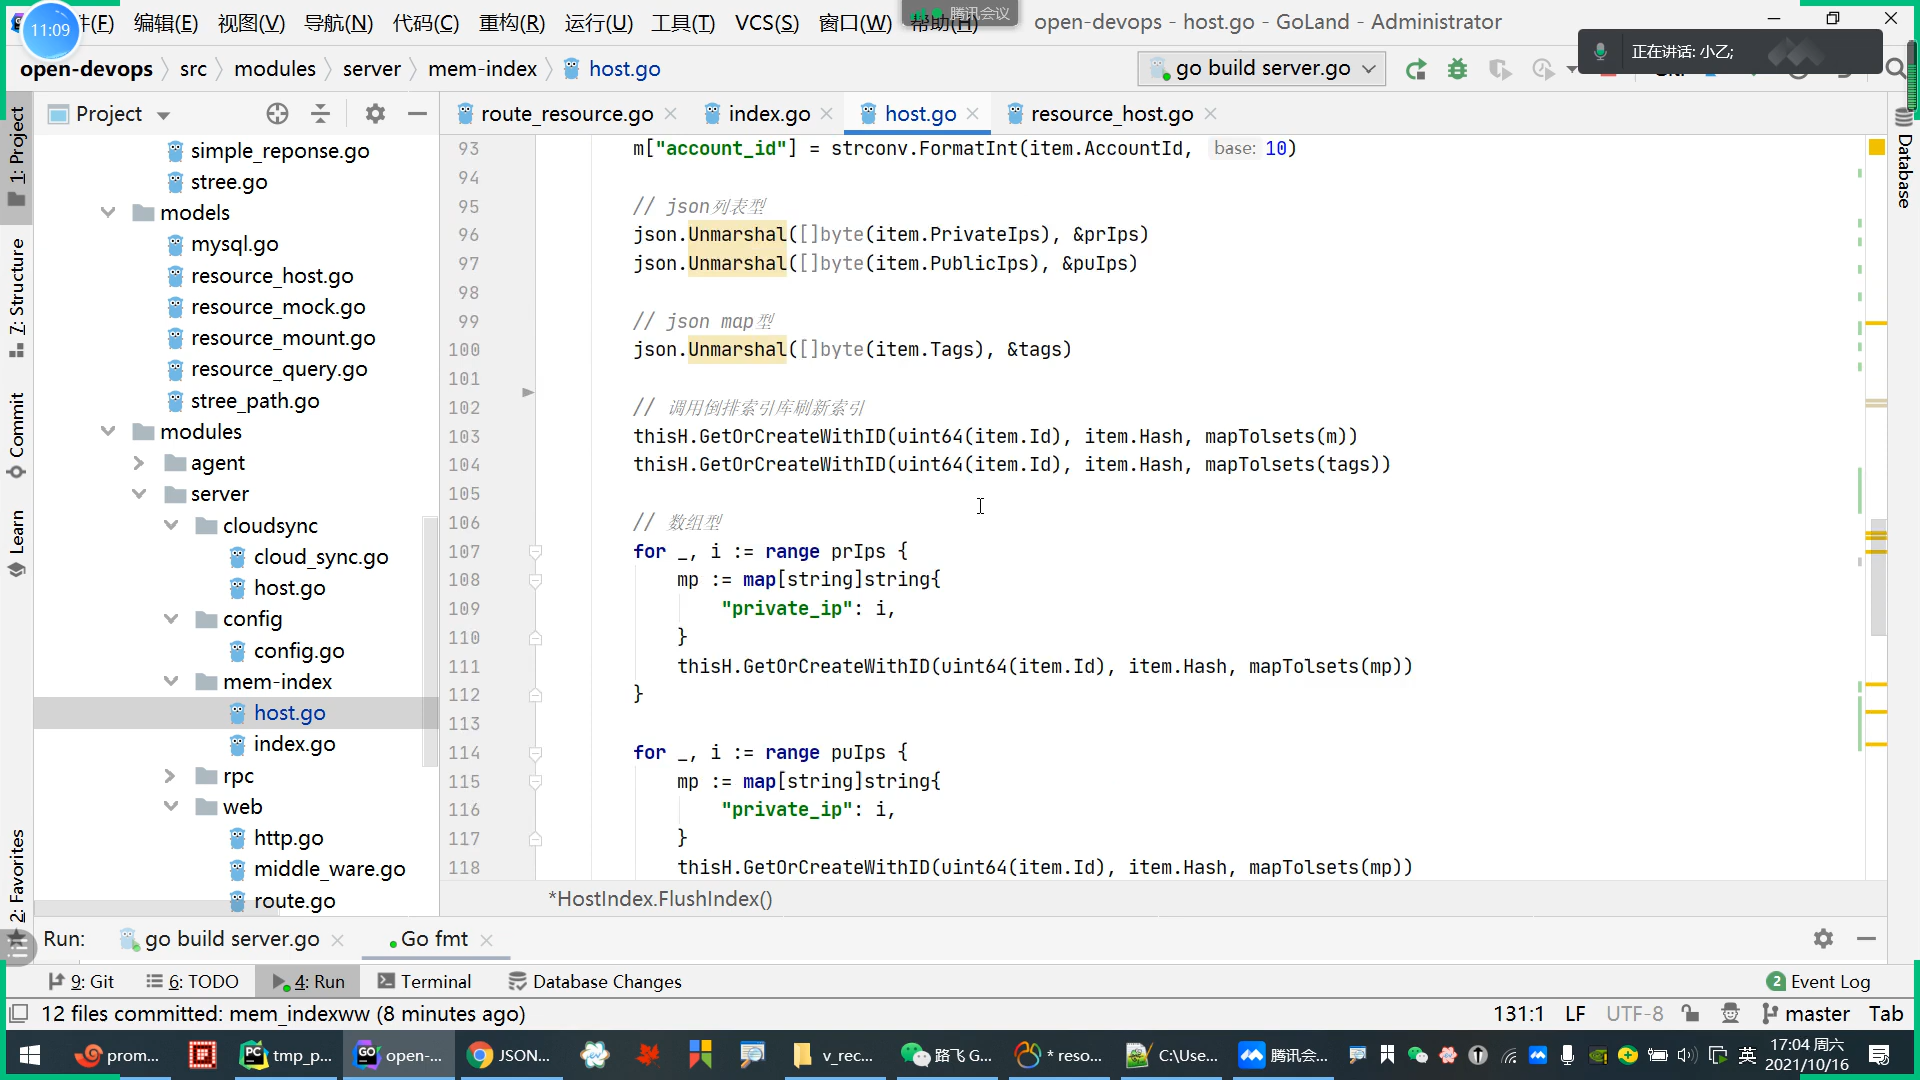 11:09
件(F) 编辑(E) 视图(V) 导航(N) 代码(C) 重构(R) 运行(U) 工具(T) VCS(S) 窗口(W) 帮助(H) open-devops - host.go - GoLand - Administrator
腾讯会议
正在讲话: 小乙;
open-devops src modules server mem-index host.go
go build server.go
Project
route_resource.go index.go host.go resource_host.go
1: Project
7: Structure
Commit
Learn
2: Favorites
Database
simple_reponse.go
stree.go
models
mysql.go
resource_host.go
resource_mock.go
resource_mount.go
resource_query.go
stree_path.go
modules
agent
server
cloudsync
cloud_sync.go
host.go
config
config.go
mem-index
host.go
index.go
rpc
web
http.go
middle_ware.go
route.go
93 m["account_id"] = strconv.FormatInt(item.AccountId, base: 10)
94
95 // json列表型
96 json.Unmarshal([]byte(item.PrivateIps), &prIps)
97 json.Unmarshal([]byte(item.PublicIps), &puIps)
98
99 // json map型
100 json.Unmarshal([]byte(item.Tags), &tags)
101
102 // 调用倒排索引库刷新索引
103 thisH.GetOrCreateWithID(uint64(item.Id), item.Hash, mapTolsets(m))
104 thisH.GetOrCreateWithID(uint64(item.Id), item.Hash, mapTolsets(tags))
105
106 // 数组型
107 for _, i := range prIps {
108 mp := map[string]string{
109 "private_ip": i,
110 }
111 thisH.GetOrCreateWithID(uint64(item.Id), item.Hash, mapTolsets(mp))
112 }
113
114 for _, i := range puIps {
115 mp := map[string]string{
116 "private_ip": i,
117 }
118 thisH.GetOrCreateWithID(uint64(item.Id), item.Hash, mapTolsets(mp))
*HostIndex.FlushIndex()
Run: go build server.go Go fmt
9: Git 6: TODO 4: Run Terminal Database Changes 2 Event Log
12 files committed: mem_indexww (8 minutes ago) 131:1 LF UTF-8 master Tab
prom... tmp_p... open-... JSON... v_rec... 路飞 G... * reso... C:\Use... 腾讯会... 英 17:04 周六
2021/10/16